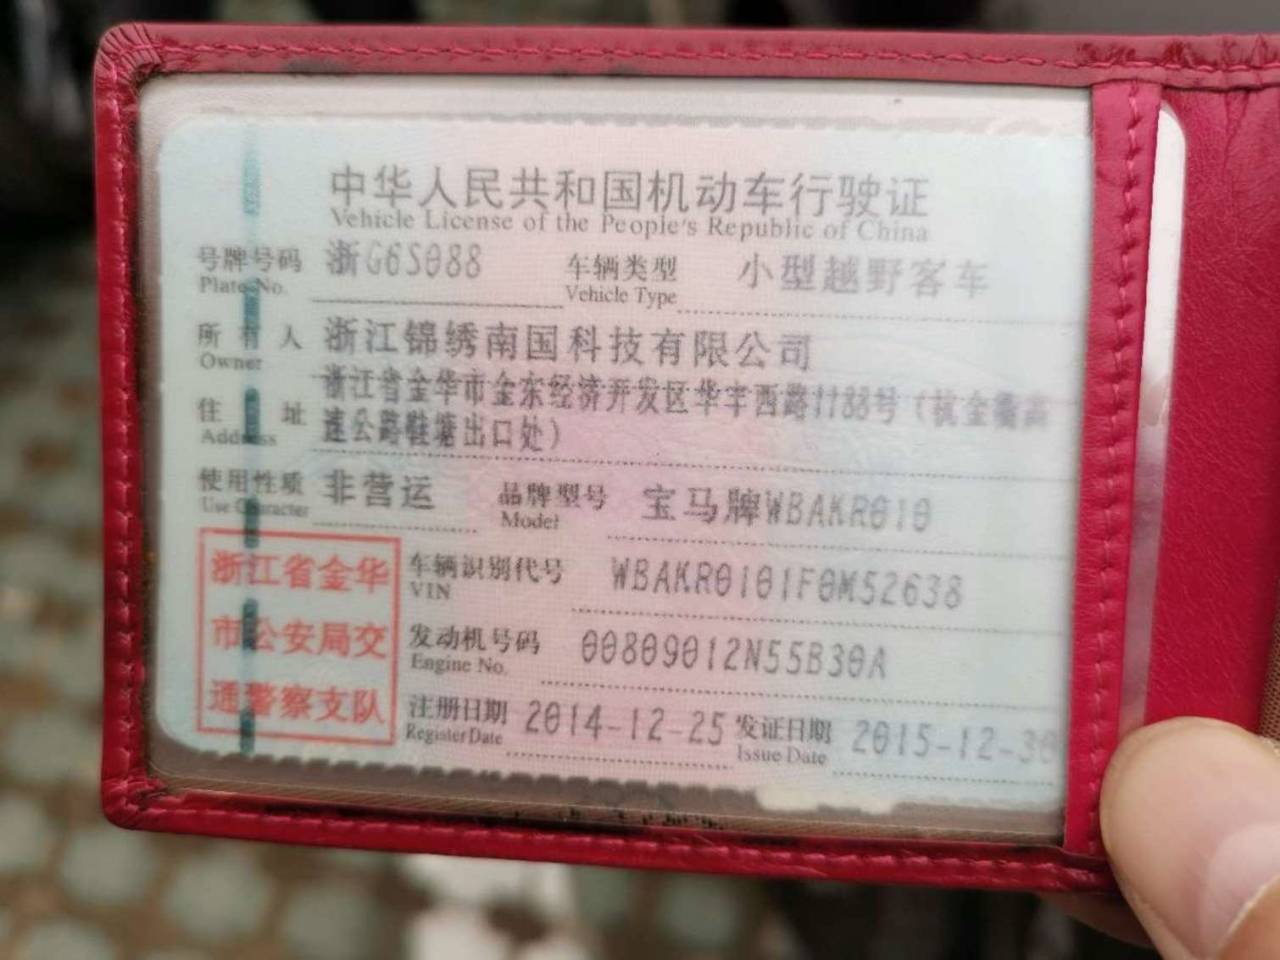 中华人民共和国机动车行驶证
Vehicle License of the People's Republic of China
号牌号码 浙G6S088 车辆类型 小型越野客车
Plate No. Vehicle Type
所有人 浙江锦绣南国科技有限公司
Owner
浙江省金华市金东经济开发区华丰西路1188号(杭金衢高
住址 速公路鞋塘出口处)
Address
使用性质 非营运 品牌型号 宝马牌WBAKR010
Use Character Model
浙江省金华
市公安局交
通警察支队
车辆识别代号 WBAKR0101F0M52638
VIN
发动机号码 00809012N55B30A
Engine No.
注册日期 2014-12-25 发证日期 2015-12-30
Register Date Issue Date